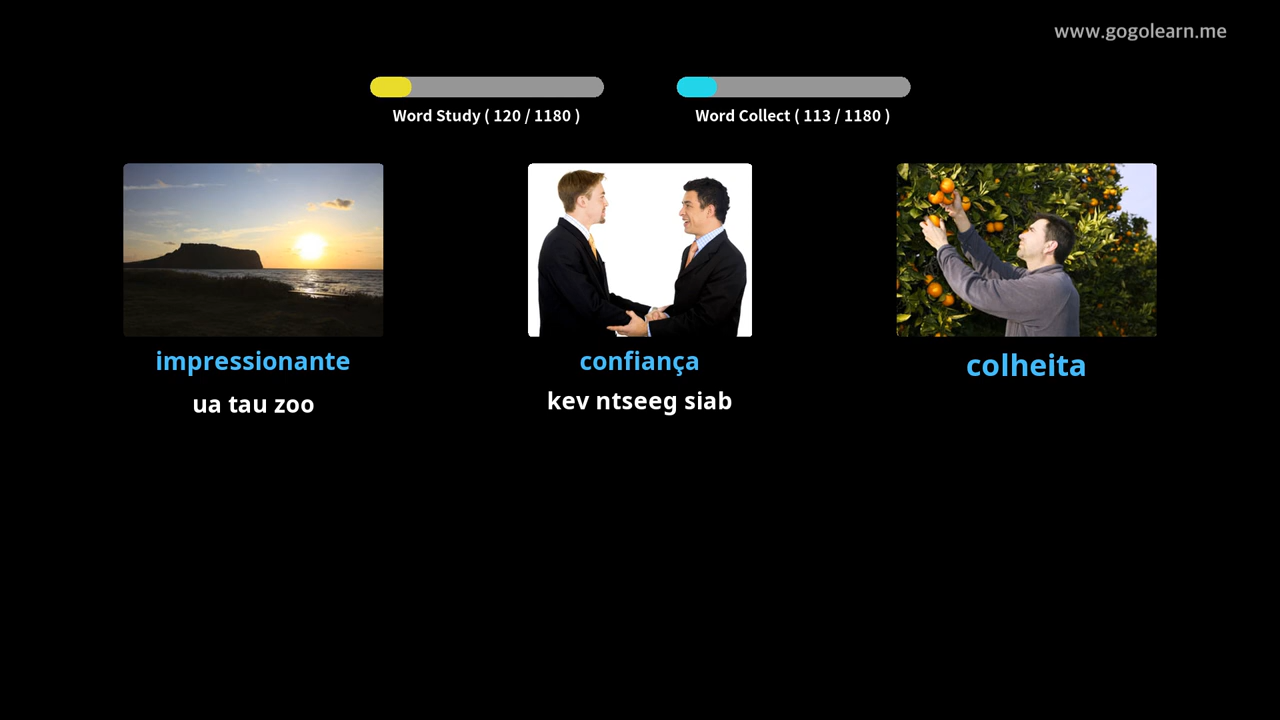 www.gogolearn.me
Word Study ( 120 / 1180 )
Word Collect ( 113 / 1180 )
impressionante
ua tau zoo
confiança
kev ntseeg siab
colheita